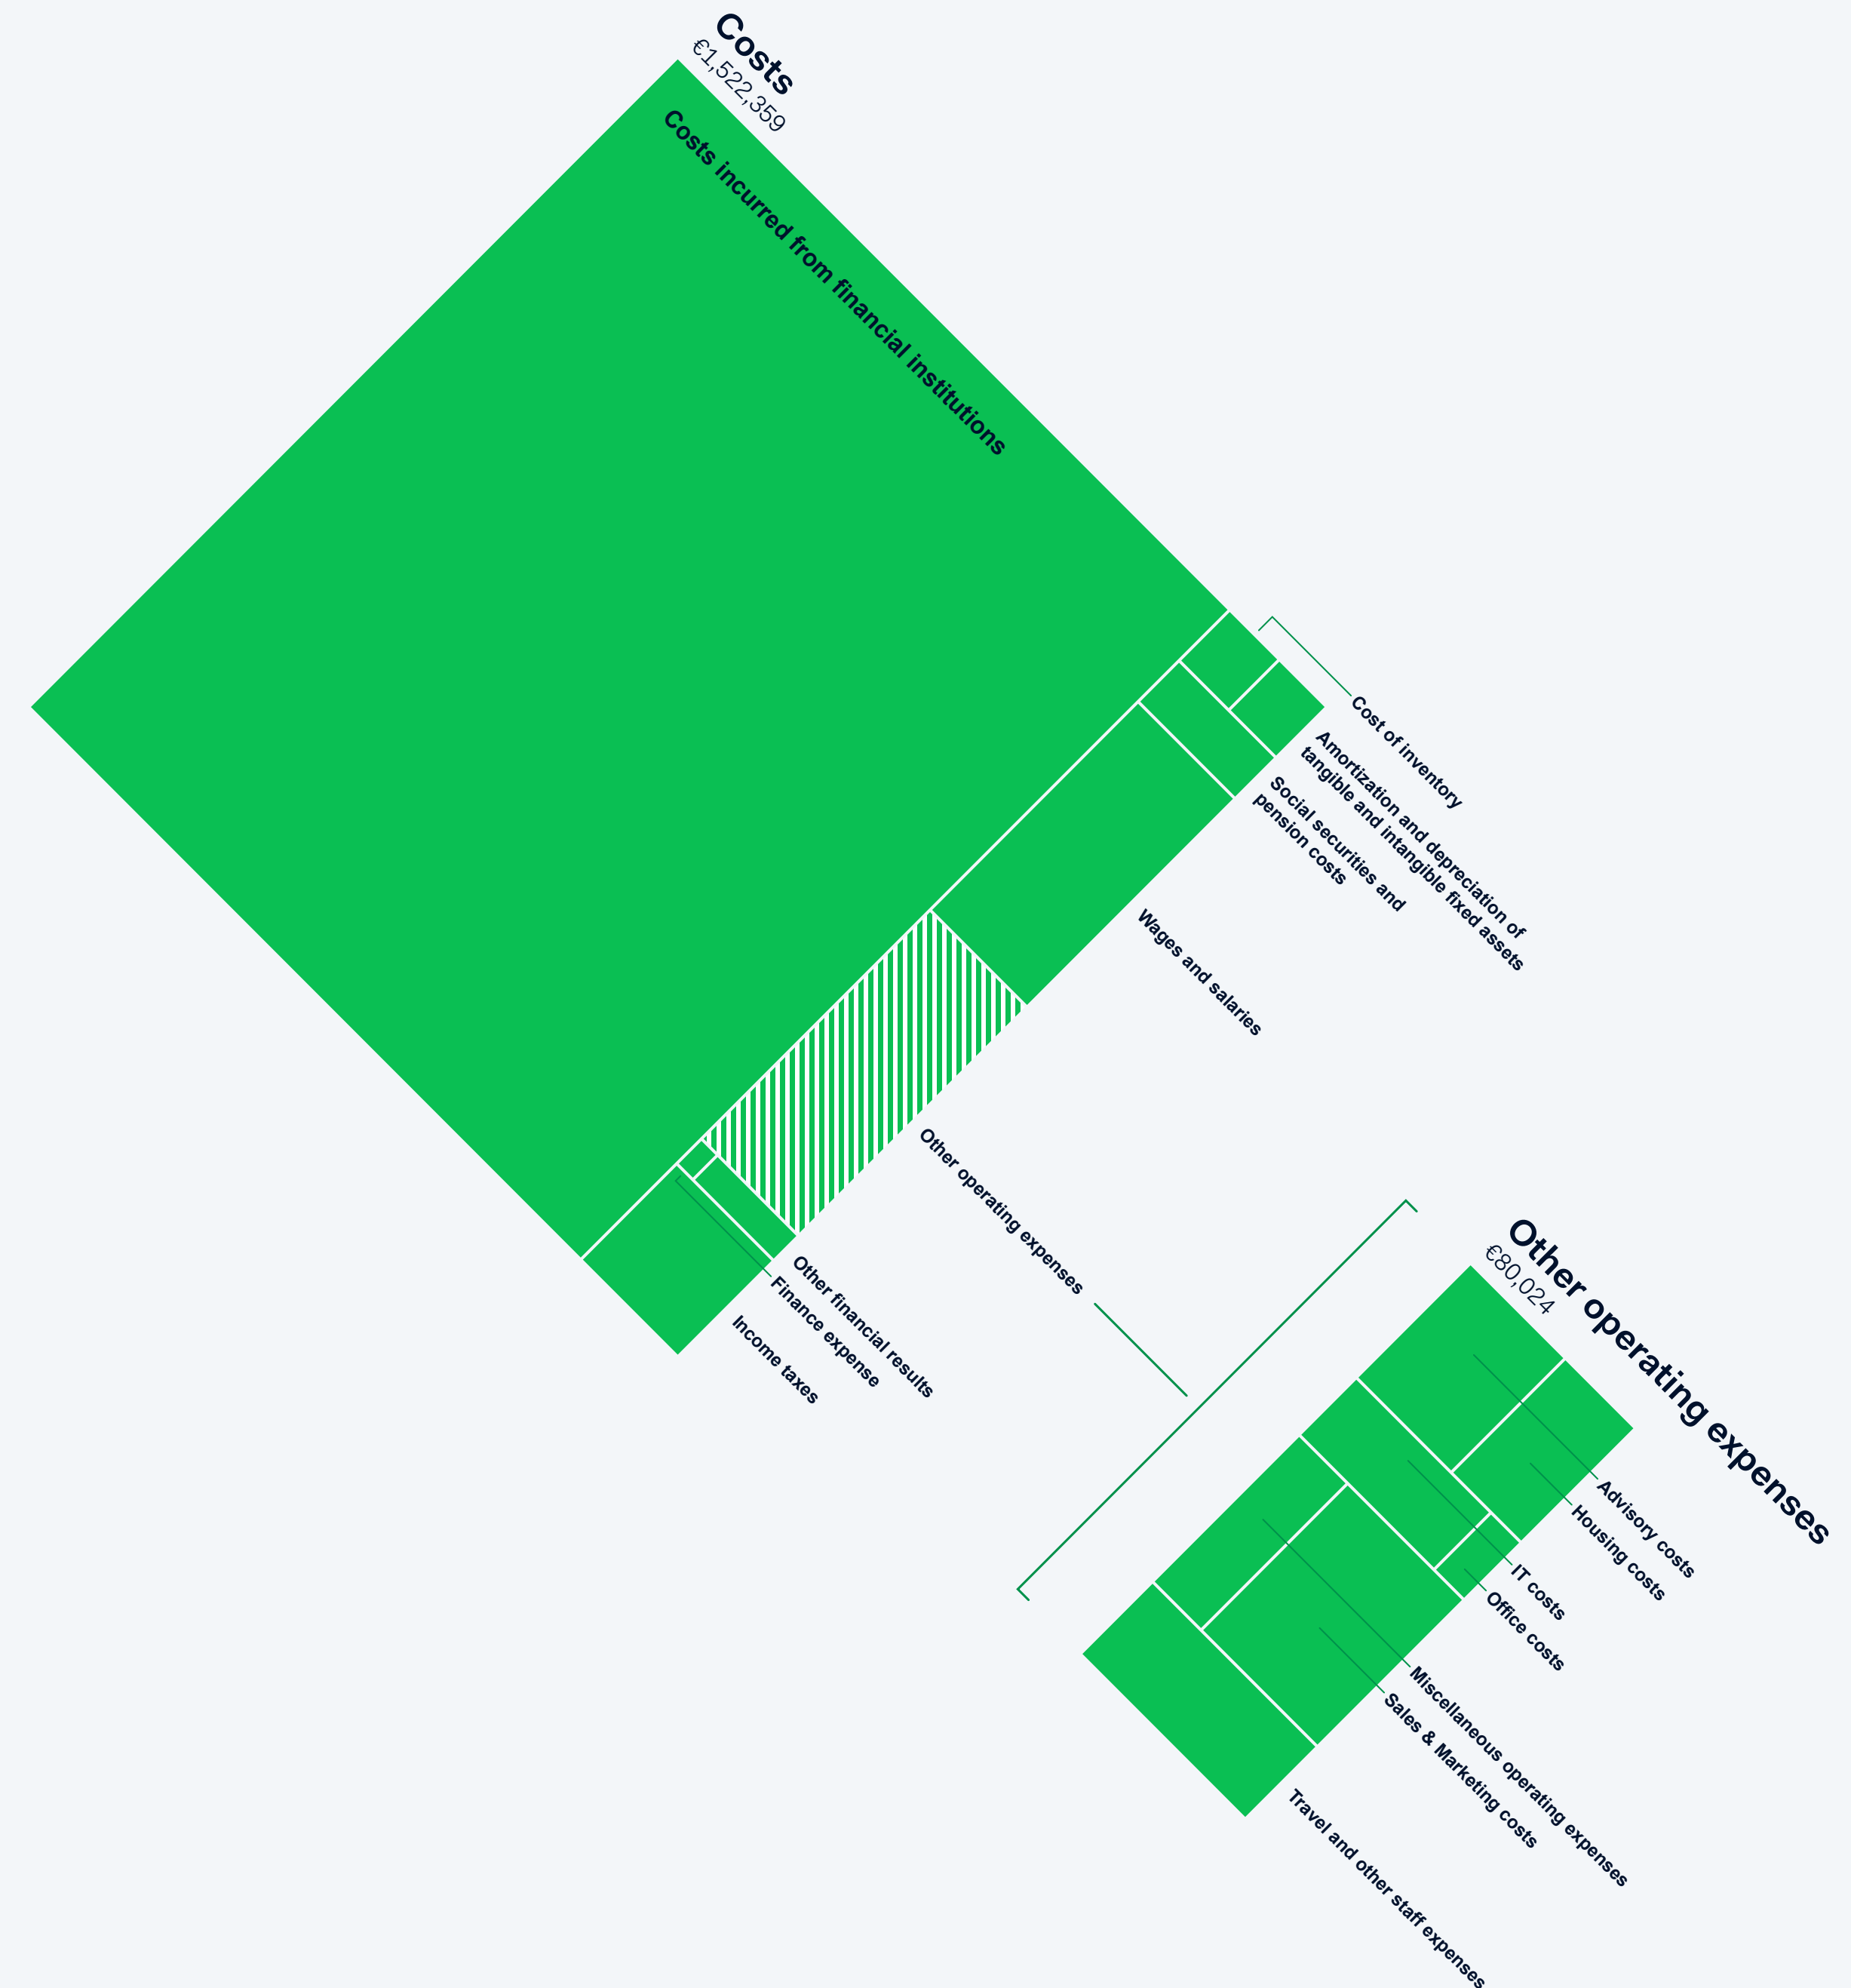 Costs
€1,522,359
Costs incurred from financial institutions
Cost of inventory
Amortization and depreciation of
tangible and intangible fixed assets
Social securities and
pension costs
Wages and salaries
Other operating expenses
Other financial results
Finance expense
Income taxes
Other operating expenses
€80,024
Advisory costs
Housing costs
IT costs
Office costs
Miscellaneous operating expenses
Sales & Marketing costs
Travel and other staff expenses